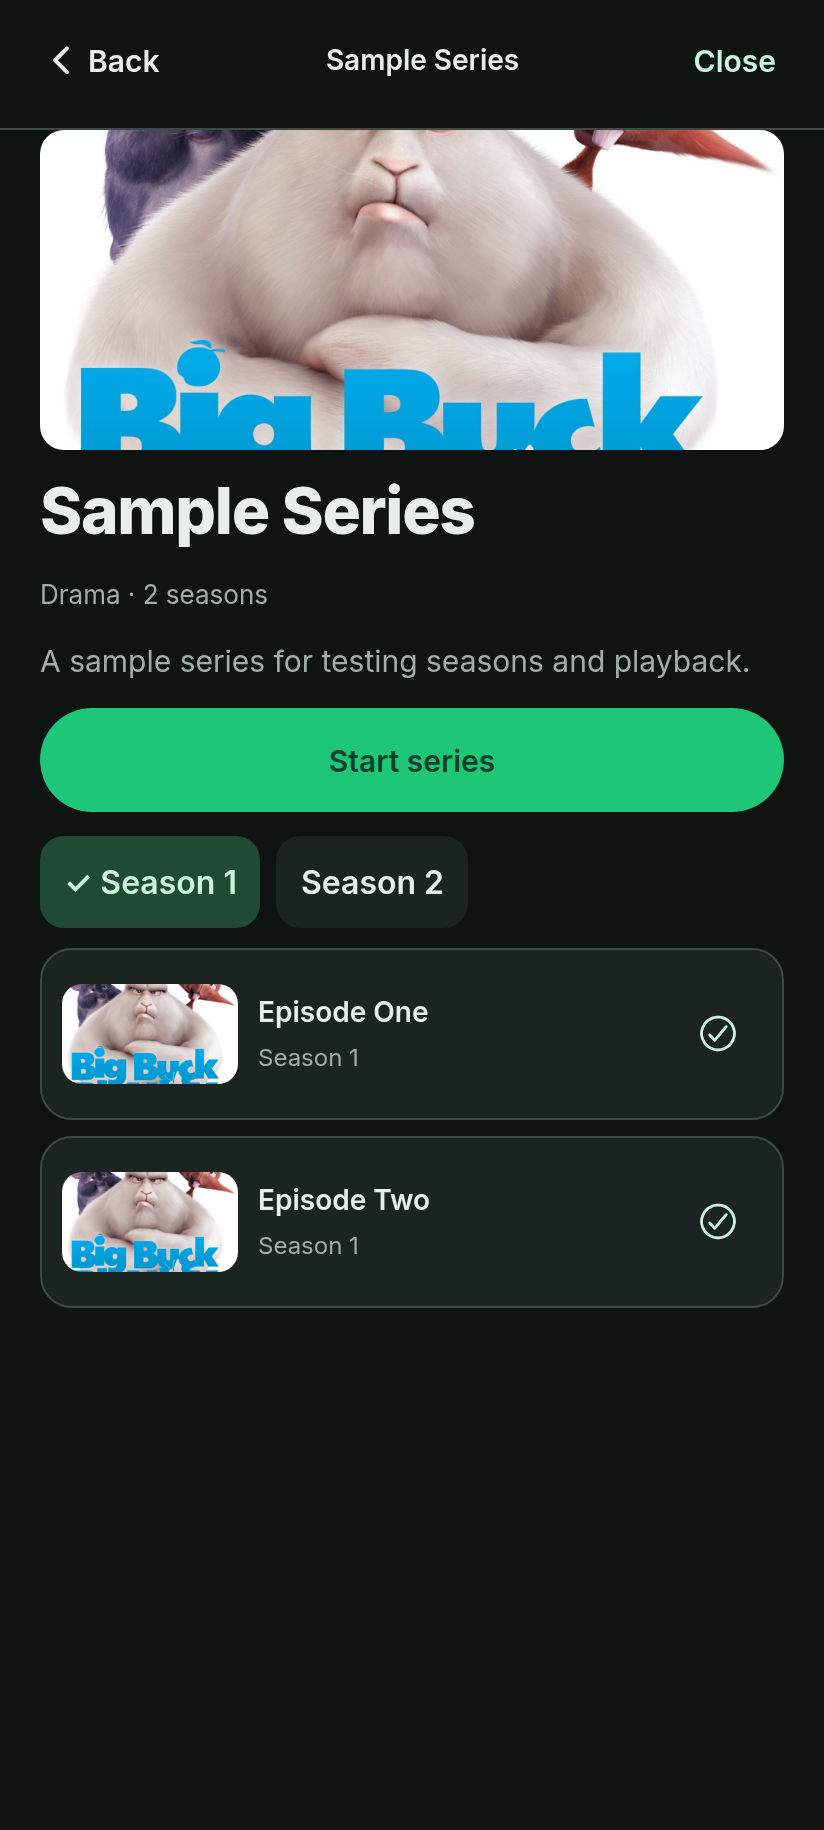 Back
Sample Series
Close
Big Buck
Sample Series
Drama · 2 seasons
A sample series for testing seasons and playback.
Start series
Season 1
Season 2
Big Buck
Episode One
Season 1
Big Buck
Episode Two
Season 1